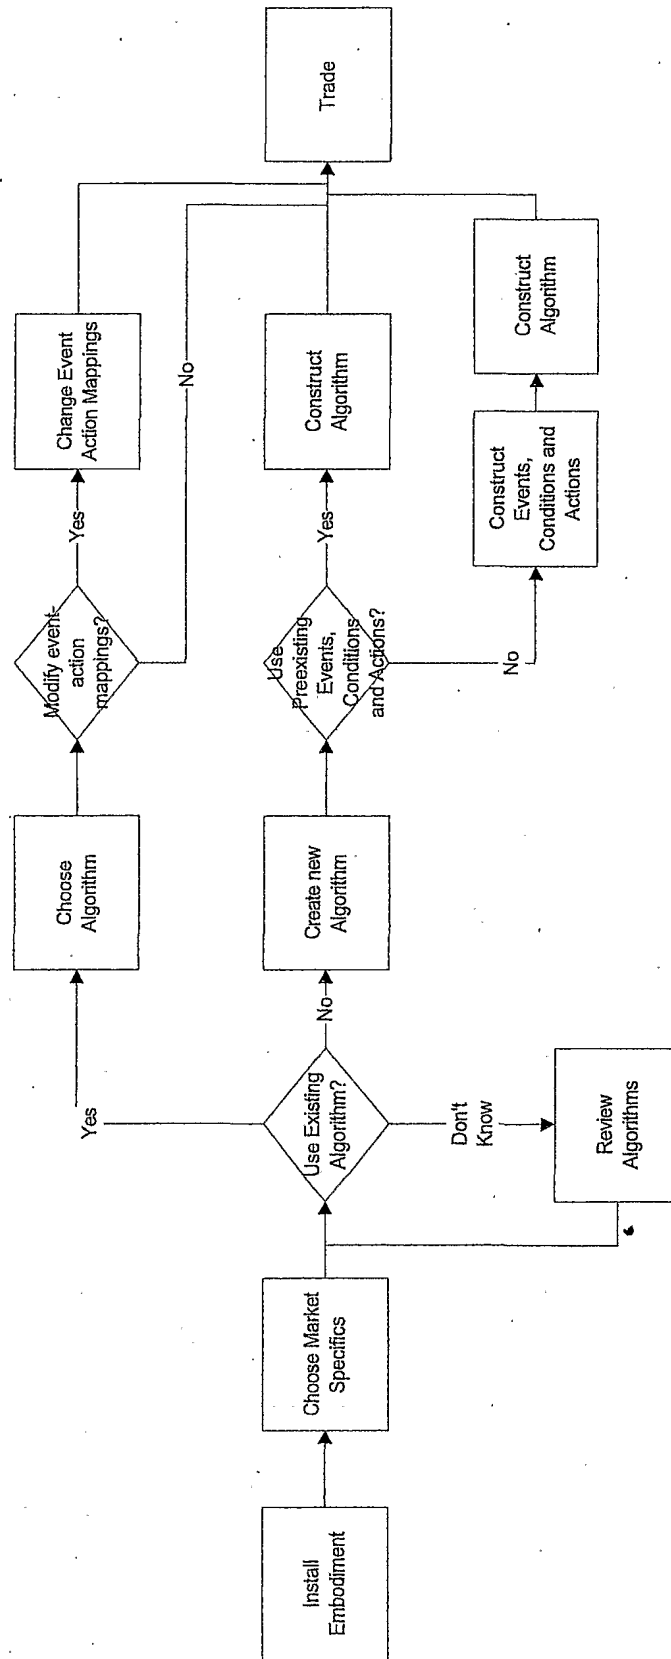 Install
Embodiment
Choose Market
Specifics
Use Existing
Algorithm?
Yes
No
Don't
Know
Review
Algorithms
Choose
Algorithm
Create new
Algorithm
Modify event-
action
mappings?
Yes
No
Change Event
Action Mappings
Use
Preexisting
Events,
Conditions
and Actions?
Yes
No
Construct
Algorithm
Construct
Events,
Conditions and
Actions
Construct
Algorithm
Trade